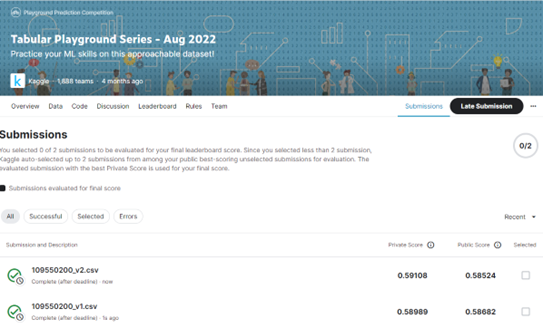 Playground Prediction Competition
Tabular Playground Series - Aug 2022
Practice your ML skills on this approachable dataset!
k Kaggle · 1,888 teams · 4 months ago
Overview Data Code Discussion Leaderboard Rules Team Submissions Late Submission ...
Submissions
You selected 0 of 2 submissions to be evaluated for your final leaderboard score. Since you selected less than 2 submission,
Kaggle auto-selected up to 2 submissions from among your public best-scoring unselected submissions for evaluation. The
evaluated submission with the best Private Score is used for your final score.
0/2
Submissions evaluated for final score
All Successful Selected Errors Recent
Submission and Description Private Score Public Score Selected
109550200_v2.csv
Complete (after deadline) · now
0.59108 0.58524
109550200_v1.csv
Complete (after deadline) · 1s ago
0.58989 0.58682